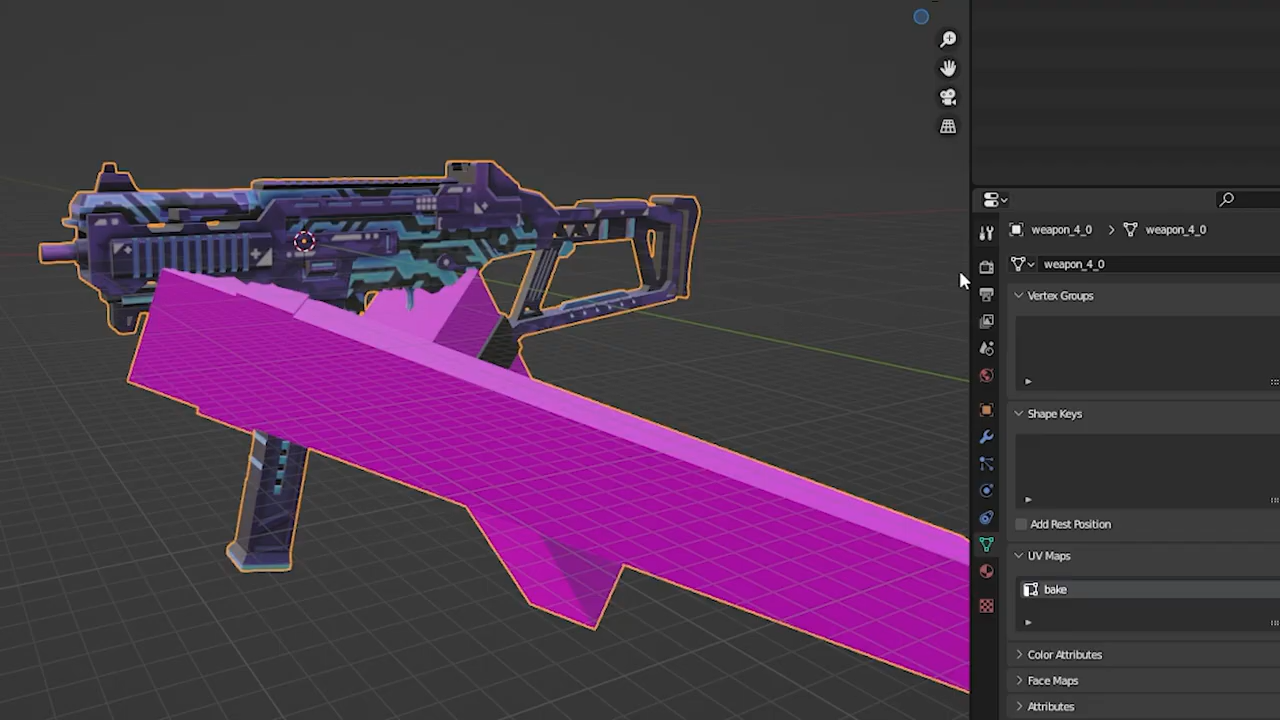 weapon_4_0 > weapon_4_0
weapon_4_0
Vertex Groups
Shape Keys
Add Rest Position
UV Maps
bake
Color Attributes
Face Maps
Attributes